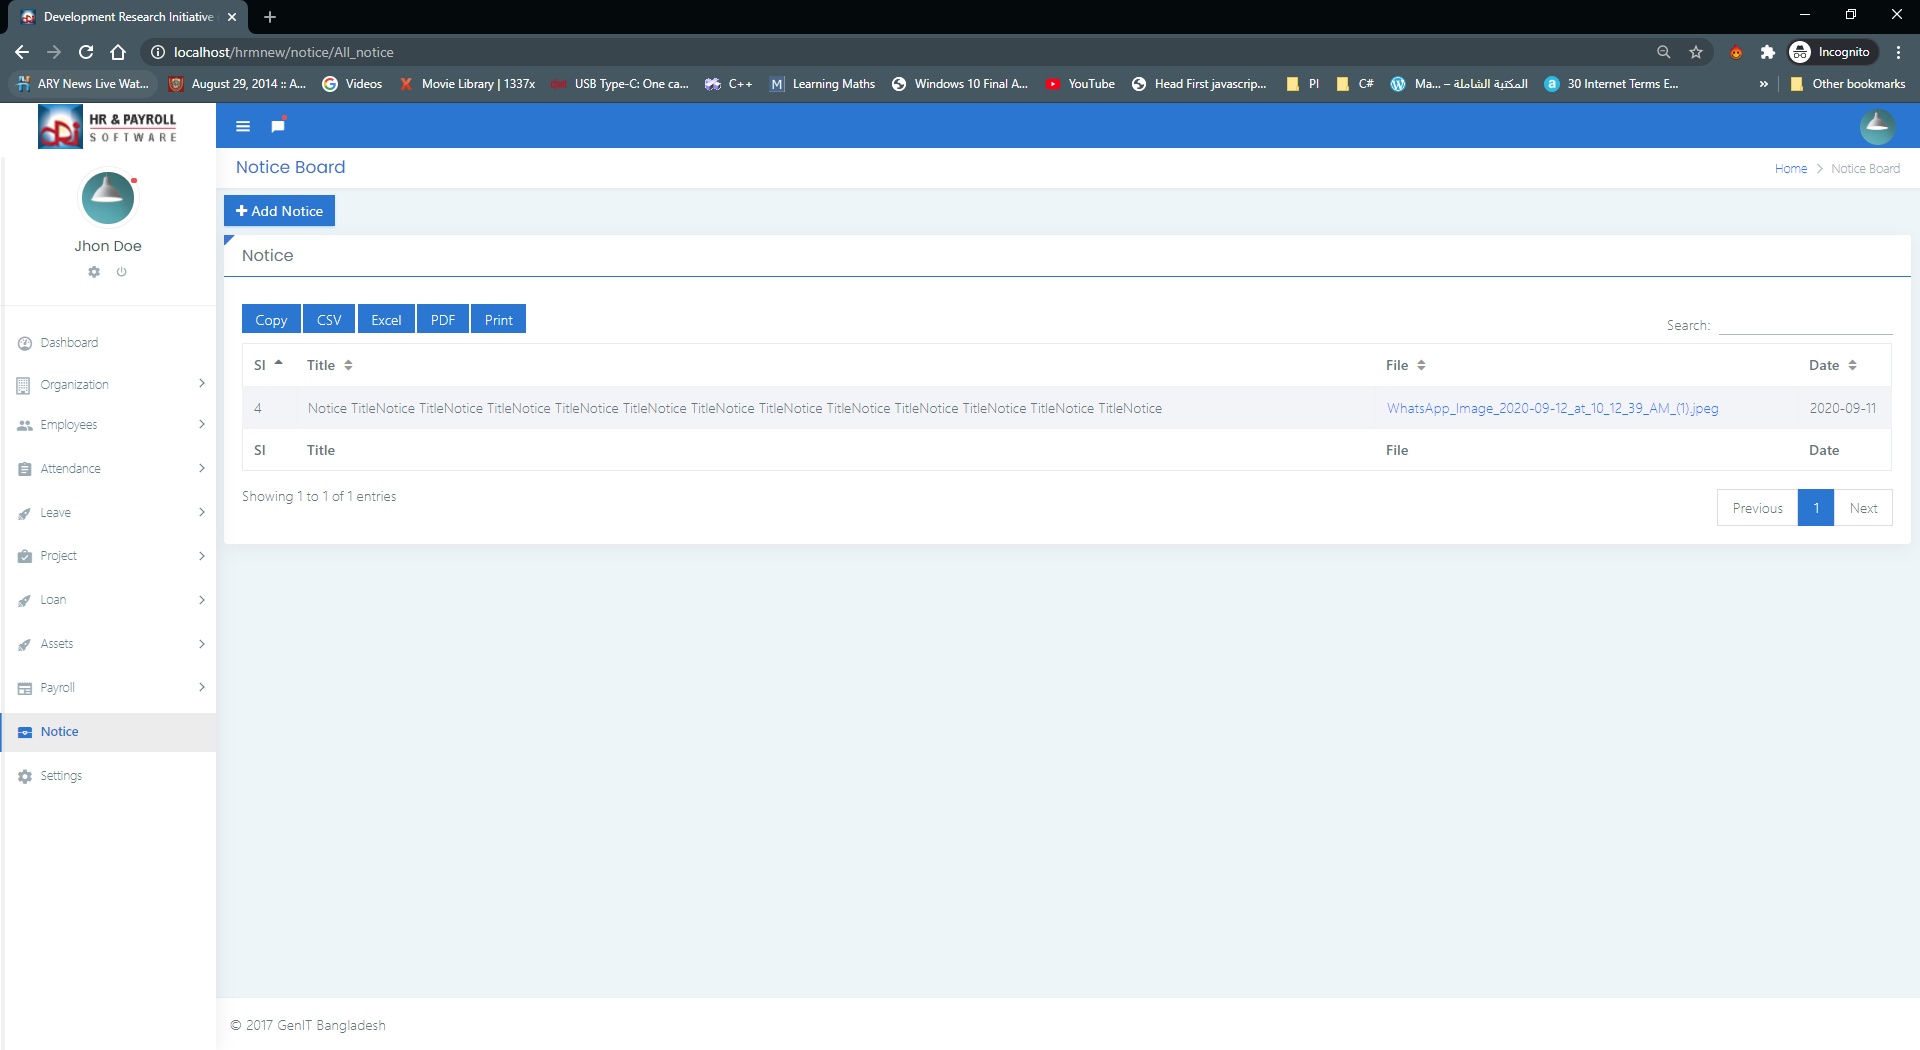 Development Research Initiative
localhost/hrmnew/notice/All_notice
Incognito
ARY News Live Wat...
August 29, 2014 :: A...
Videos
Movie Library | 1337x
USB Type-C: One ca...
C++
Learning Maths
Windows 10 Final A...
YouTube
Head First javascrip...
PI
C#
Ma... – المكتبة الشاملة
30 Internet Terms E...
Other bookmarks
HR & PAYROLL
SOFTWARE
Notice Board
Home > Notice Board
Add Notice
Jhon Doe
Notice
Dashboard
Organization
Employees
Attendance
Leave
Project
Loan
Assets
Payroll
Notice
Settings
Copy CSV Excel PDF Print
Search:
Sl Title File Date
4 Notice TitleNotice TitleNotice TitleNotice TitleNotice TitleNotice TitleNotice TitleNotice TitleNotice TitleNotice TitleNotice TitleNotice TitleNotice WhatsApp_Image_2020-09-12_at_10_12_39_AM_(1).jpeg 2020-09-11
Sl Title File Date
Showing 1 to 1 of 1 entries
Previous 1 Next
© 2017 GenIT Bangladesh